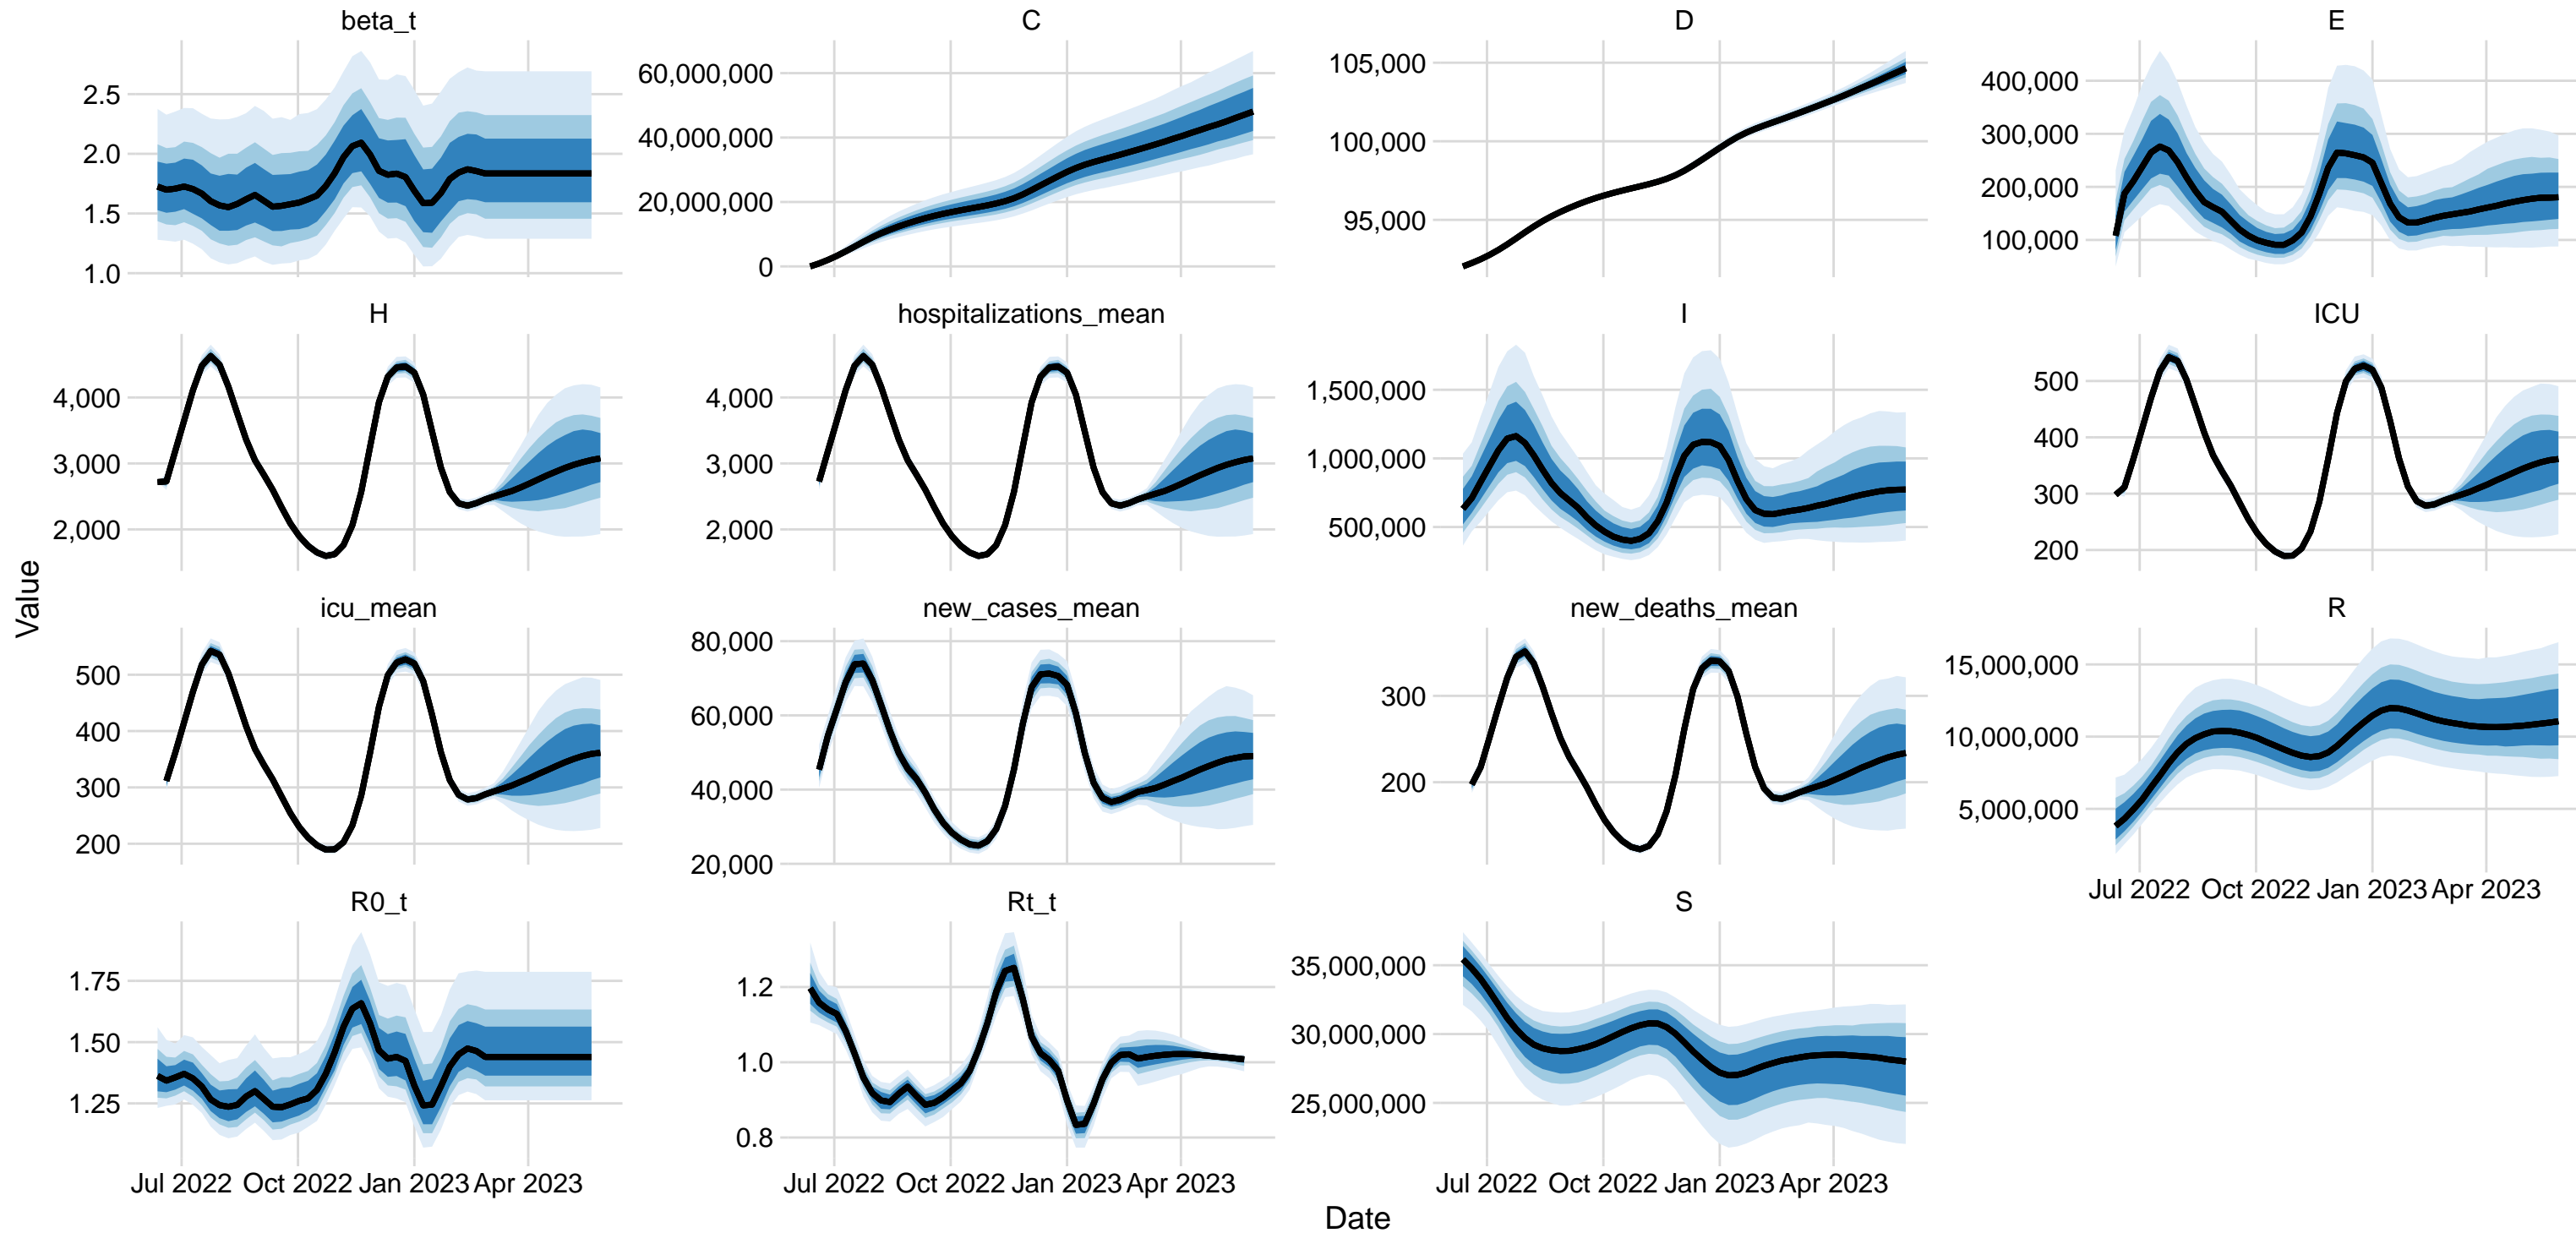 beta_t
C
D
E
2.5
2.0
1.5
1.0
60,000,000
40,000,000
20,000,000
0
105,000
100,000
95,000
400,000
300,000
200,000
100,000
H
hospitalizations_mean
I
ICU
4,000
3,000
2,000
4,000
3,000
2,000
1,500,000
1,000,000
500,000
500
400
300
200
Value
icu_mean
new_cases_mean
new_deaths_mean
R
500
400
300
200
80,000
60,000
40,000
20,000
300
200
15,000,000
10,000,000
5,000,000
Jul 2022 Oct 2022 Jan 2023 Apr 2023
R0_t
Rt_t
S
1.75
1.50
1.25
1.2
1.0
0.8
35,000,000
30,000,000
25,000,000
Jul 2022 Oct 2022 Jan 2023 Apr 2023
Jul 2022 Oct 2022 Jan 2023 Apr 2023
Jul 2022 Oct 2022 Jan 2023 Apr 2023
Date